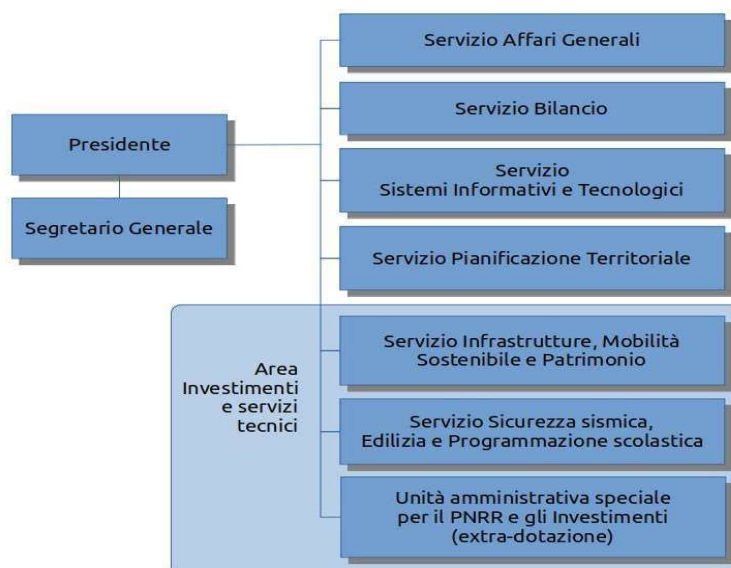 Servizio Affari Generali
Servizio Bilancio
Presidente
Servizio
Sistemi Informativi e Tecnologici
Segretario Generale
Servizio Pianificazione Territoriale
Area
Investimenti
e servizi
tecnici
Servizio Infrastrutture, Mobilità
Sostenibile e Patrimonio
Servizio Sicurezza sismica,
Edilizia e Programmazione scolastica
Unità amministrativa speciale
per il PNRR e gli Investimenti
(extra-dotazione)